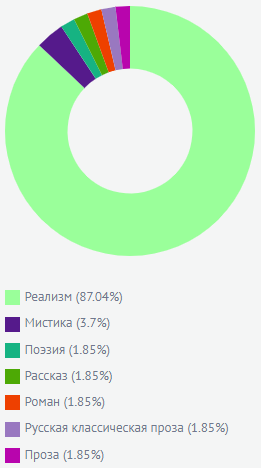 Реализм (87.04%)
Мистика (3.7%)
Поэзия (1.85%)
Рассказ (1.85%)
Роман (1.85%)
Русская классическая проза (1.85%)
Проза (1.85%)